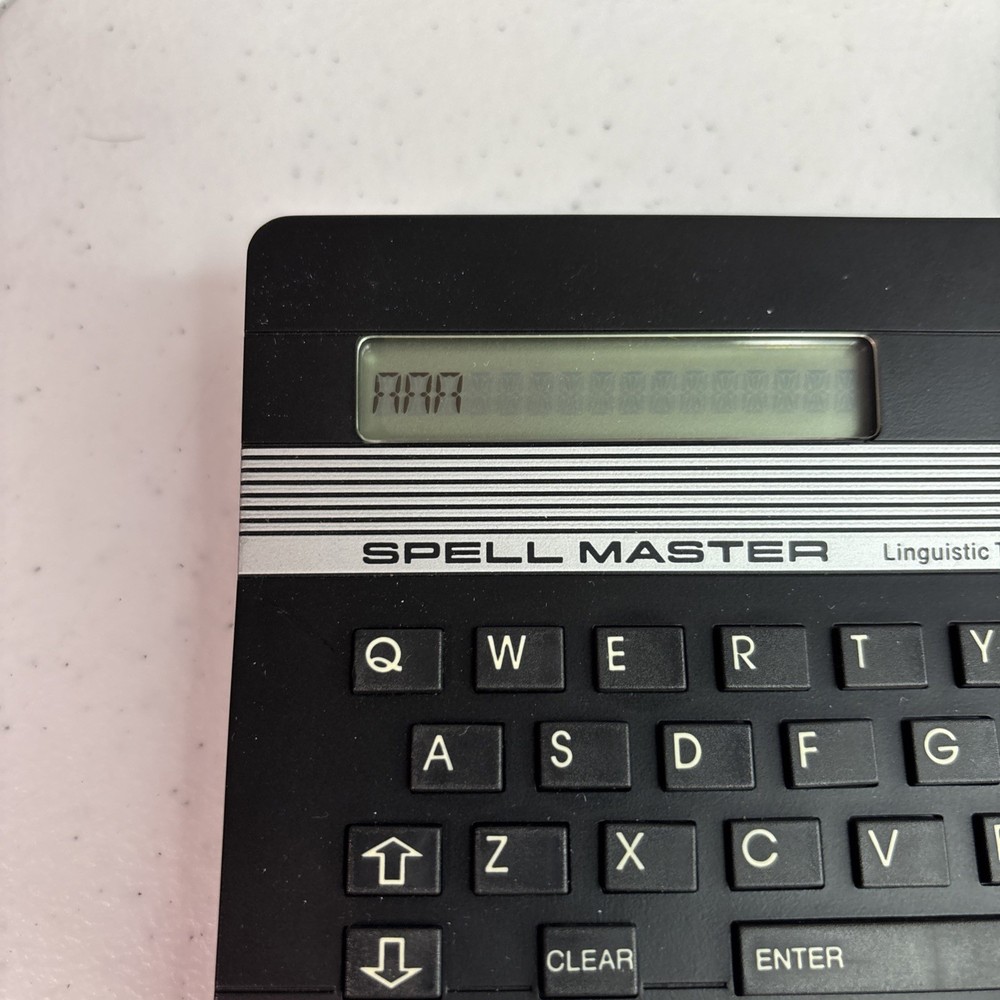 AAA
SPELL MASTER Linguistic
Q W E R T Y
A S D F G
Z X C V
CLEAR ENTER